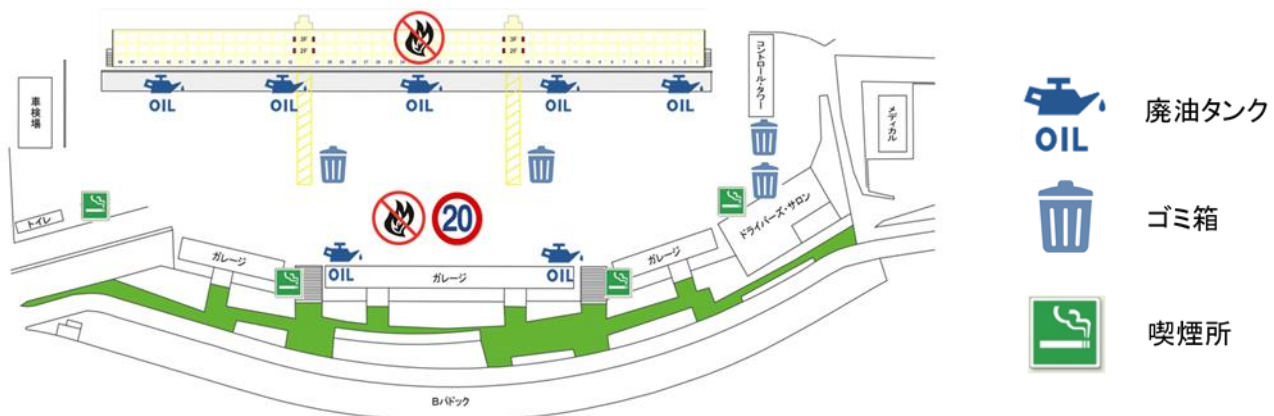 3F
3F
2F
2F
OIL
OIL
OIL
OIL
OIL
車検場
コントロール・タワー
メディカル
トイレ
20
ドライバーズ・サロン
ガレージ
OIL
OIL
ガレージ
ガレージ
Bパドック
OIL
廃油タンク
ゴミ箱
喫煙所